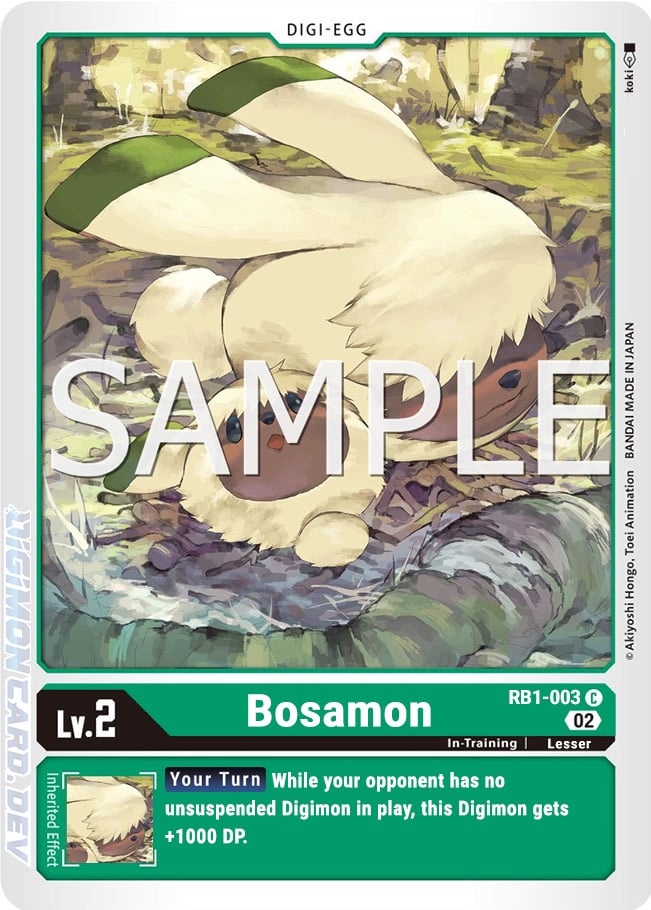 DIGI-EGG
koki
SAMPLE
© Akiyoshi Hongo, Toei Animation BANDAI MADE IN JAPAN
DIGIMON CARD.DEV
Lv.2
Bosamon
RB1-003 C
02
In-Training | Lesser
Inherited Effect
Your Turn While your opponent has no
unsuspended Digimon in play, this Digimon gets
+1000 DP.